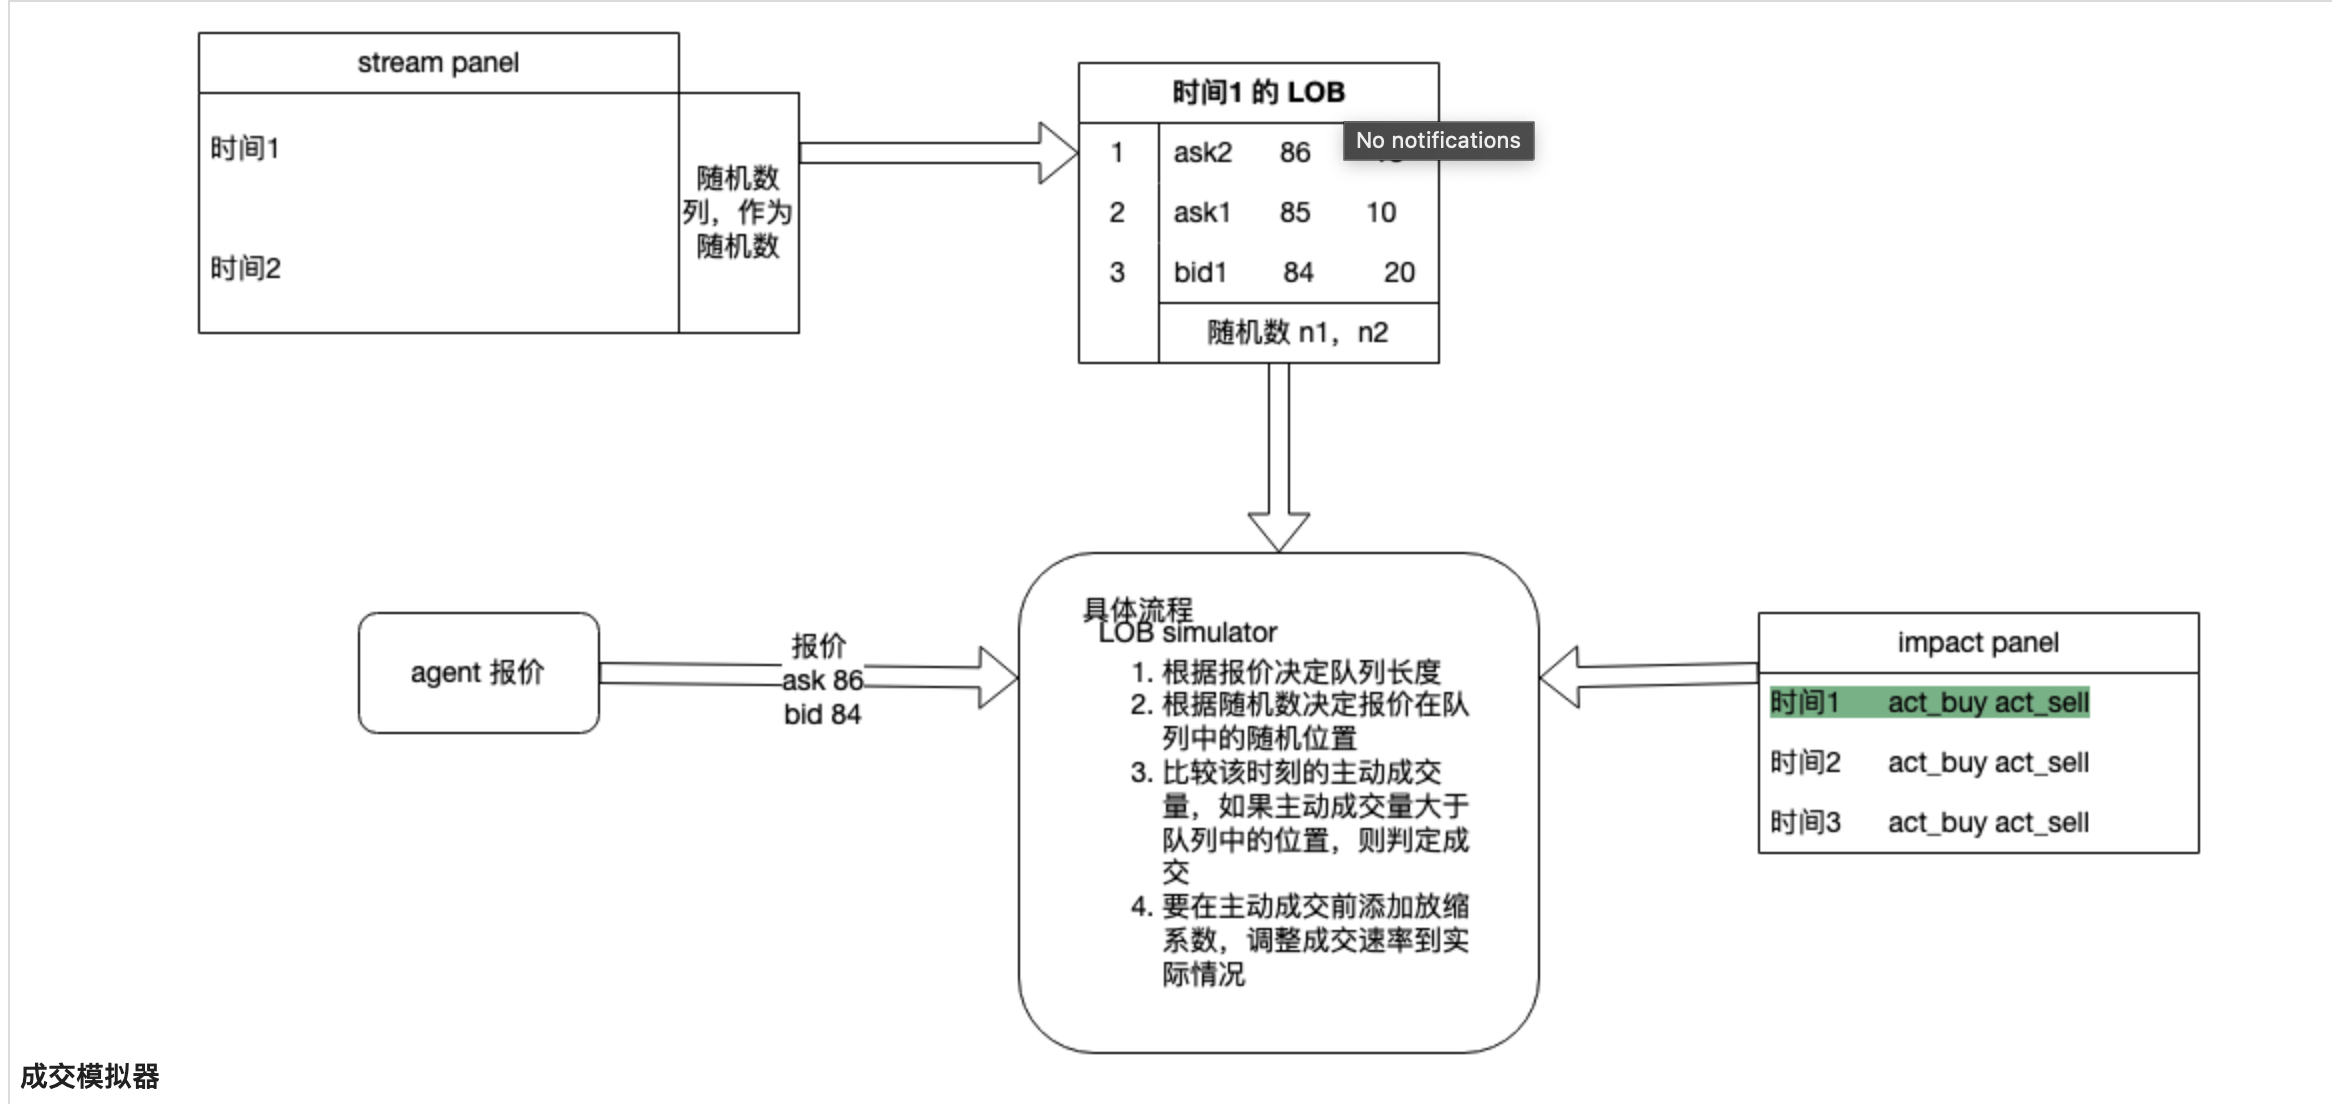 stream panel
时间1
时间2
随机数
列，作为
随机数
时间1 的 LOB
No notifications
1 ask2 86
2 ask1 85 10
3 bid1 84 20
随机数 n1，n2
agent 报价
报价
ask 86
bid 84
具体流程
LOB simulator
1. 根据报价决定队列长度
2. 根据随机数决定报价在队
列中的随机位置
3. 比较该时刻的主动成交
量，如果主动成交量大于
队列中的位置，则判定成
交
4. 要在主动成交前添加放缩
系数，调整成交速率到实
际情况
impact panel
时间1 act_buy act_sell
时间2 act_buy act_sell
时间3 act_buy act_sell
成交模拟器